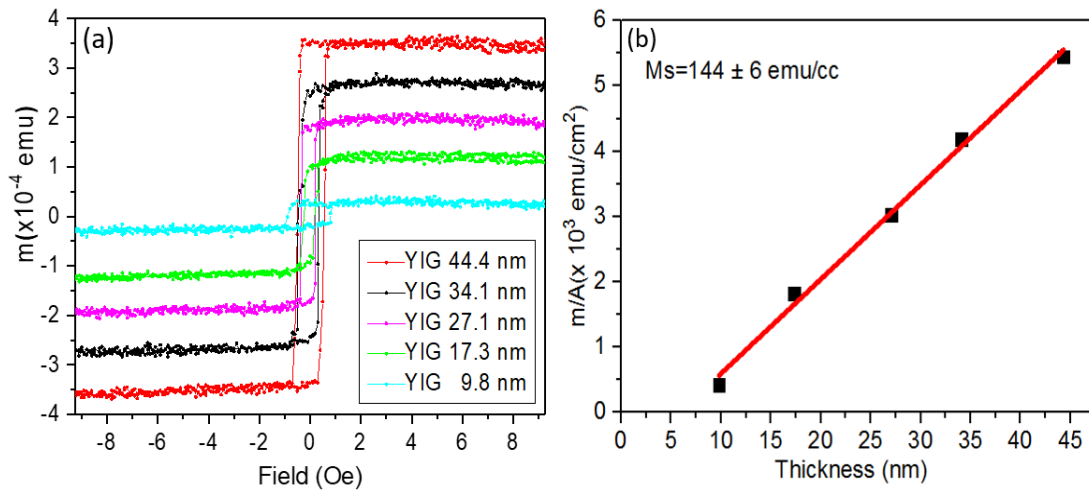 (a)
4
3
2
1
0
-1
-2
-3
-4
m(x10⁻⁴ emu)
-8 -6 -4 -2 0 2 4 6 8
Field (Oe)
YIG 44.4 nm
YIG 34.1 nm
YIG 27.1 nm
YIG 17.3 nm
YIG 9.8 nm
(b)
Ms=144 ± 6 emu/cc
6
5
4
3
2
1
0
m/A(x 10³ emu/cm²)
0 5 10 15 20 25 30 35 40 45
Thickness (nm)